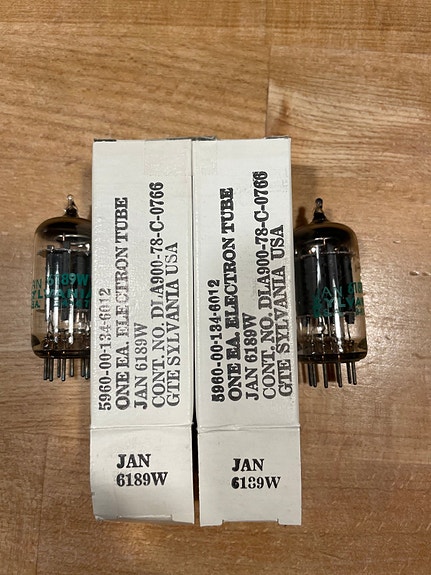 5960-00-134-6012
ONE EA. ELECTRON TUBE
JAN 6189W
CONT. NO. DLA900-78-C-0766
GTE SYLVANIA USA
JAN
6189W
5960-00-134-6012
ONE EA. ELECTRON TUBE
JAN 6189W
CONT. NO. DLA900-78-C-0766
GTE SYLVANIA USA
JAN
6189W
6189W
JAN